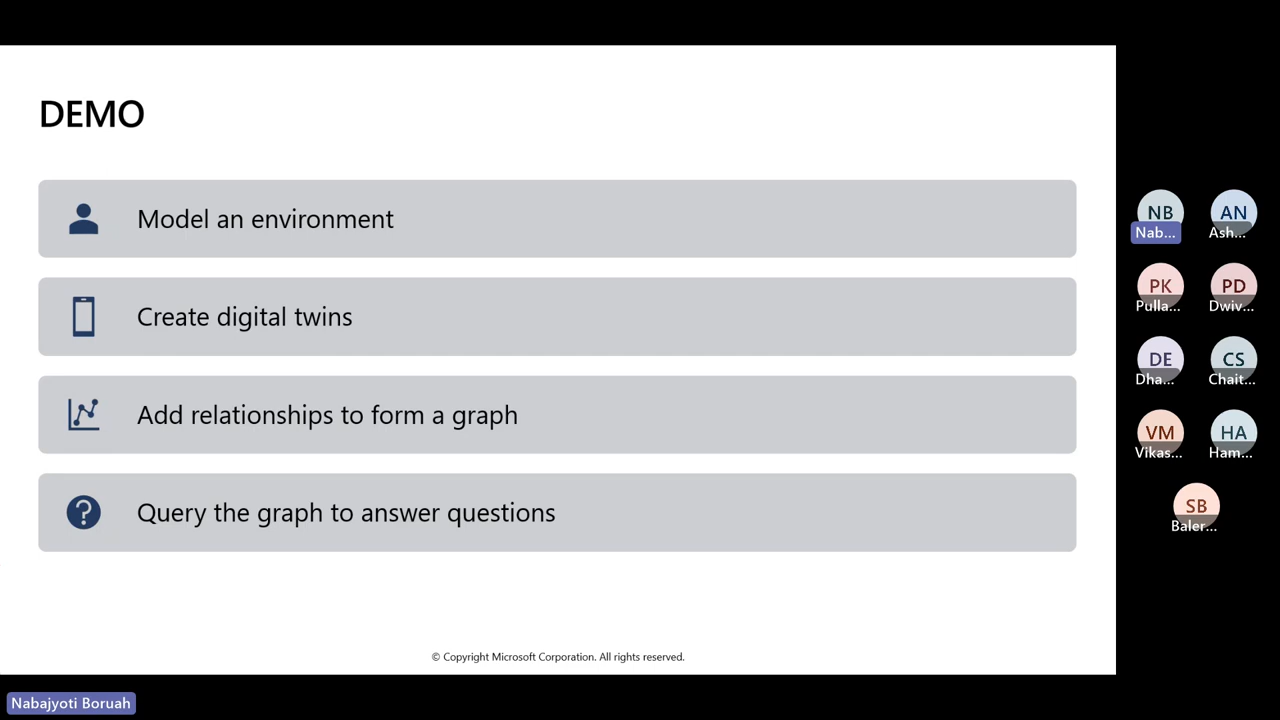 DEMO
Model an environment
Create digital twins
Add relationships to form a graph
Query the graph to answer questions
© Copyright Microsoft Corporation. All rights reserved.
NB
Nab...
AN
Ash...
PK
Pulla...
PD
Dwiv...
DE
Dha...
CS
Chait...
VM
Vikas...
HA
Ham...
SB
Baler...
Nabajyoti Boruah